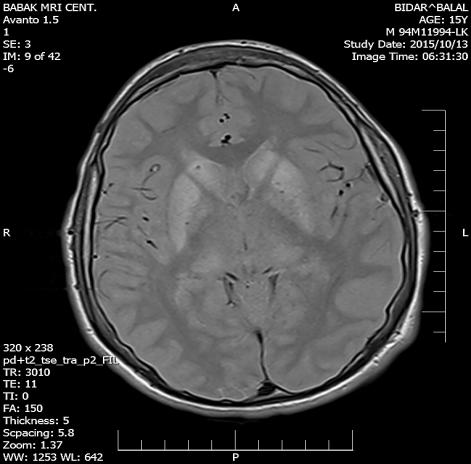 BABAK MRI CENT.
Avanto 1.5
1
SE: 3
IM: 9 of 42
-6
A
BIDAR^BALAL
AGE: 15Y
M 94M11994-LK
Study Date: 2015/10/13
Image Time: 06:31:30
R
L
320 x 238
pd+t2_tse_tra_p2_FIL
TR: 3010
TE: 11
TI: 0
FA: 150
Thickness: 5
Scpacing: 5.8
Zoom: 1.37
WW: 1253 WL: 642
P